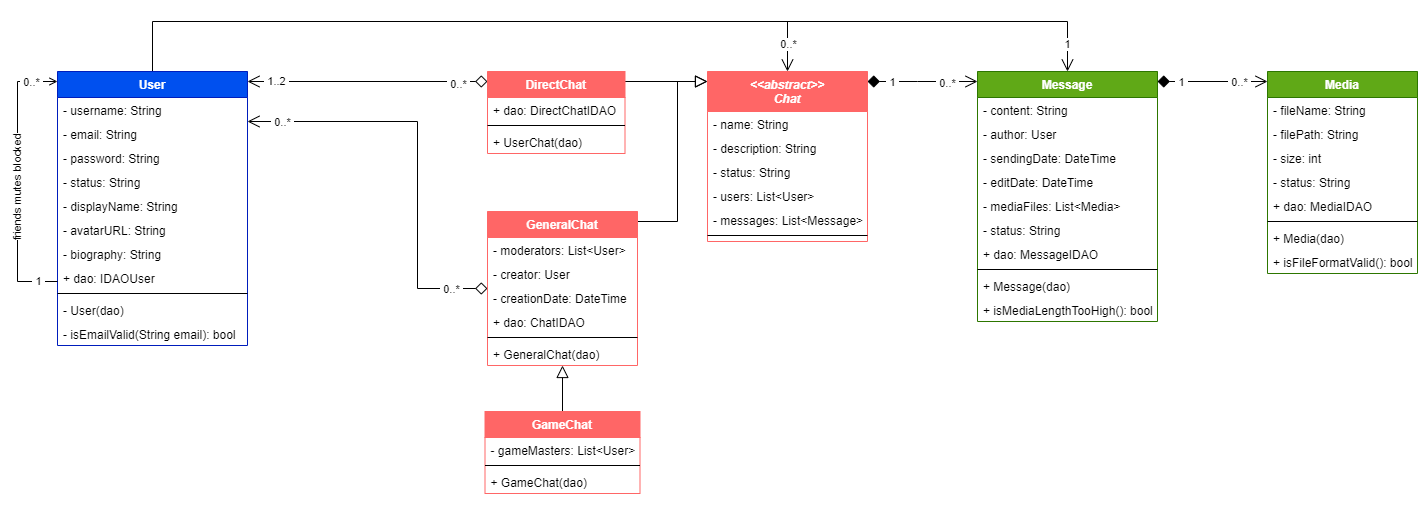 0..*
1
friends mutes blocked
0..*
1
User
- username: String
- email: String
- password: String
- status: String
- displayName: String
- avatarURL: String
- biography: String
+ dao: IDAOUser
- User(dao)
- isEmailValid(String email): bool
1..2
0..*
0..*
0..*
DirectChat
+ dao: DirectChatIDAO
+ UserChat(dao)
GeneralChat
- moderators: List<User>
- creator: User
- creationDate: DateTime
+ dao: ChatIDAO
+ GeneralChat(dao)
GameChat
- gameMasters: List<User>
+ GameChat(dao)
<<abstract>>
Chat
- name: String
- description: String
- status: String
- users: List<User>
- messages: List<Message>
1
0..*
Message
- content: String
- author: User
- sendingDate: DateTime
- editDate: DateTime
- mediaFiles: List<Media>
- status: String
+ dao: MessageIDAO
+ Message(dao)
+ isMediaLengthTooHigh(): bool
1
0..*
Media
- fileName: String
- filePath: String
- size: int
- status: String
+ dao: MediaIDAO
+ Media(dao)
+ isFileFormatValid(): bool